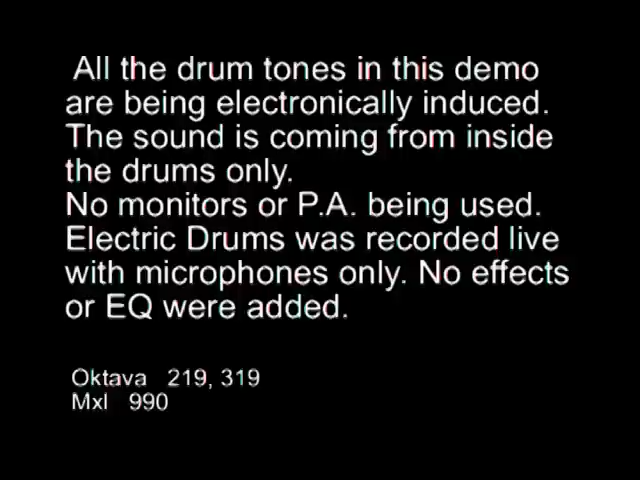 All the drum tones in this demo
are being electronically induced.
The sound is coming from inside
the drums only.
No monitors or P.A. being used.
Electric Drums was recorded live
with microphones only. No effects
or EQ were added.
Oktava 219, 319
Mxl 990